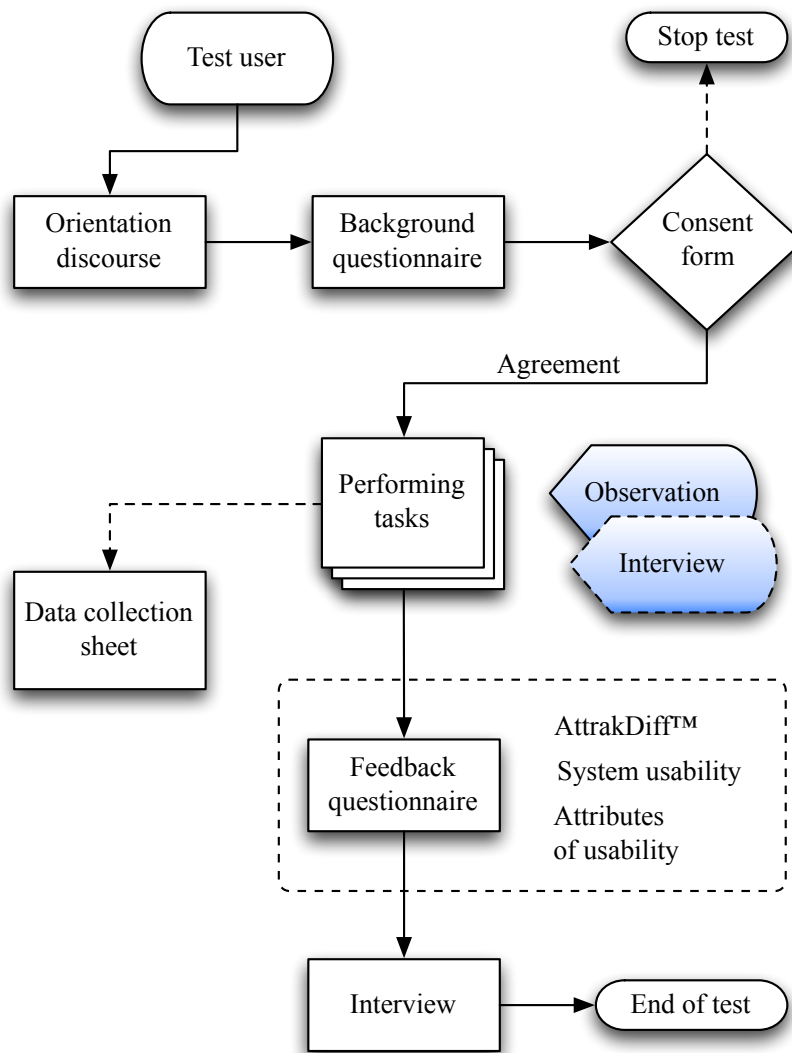 Test user
Stop test
Orientation
discourse
Background
questionnaire
Consent
form
Agreement
Performing
tasks
Observation
Interview
Data collection
sheet
Feedback
questionnaire
AttrakDiff™
System usability
Attributes
of usability
Interview
End of test